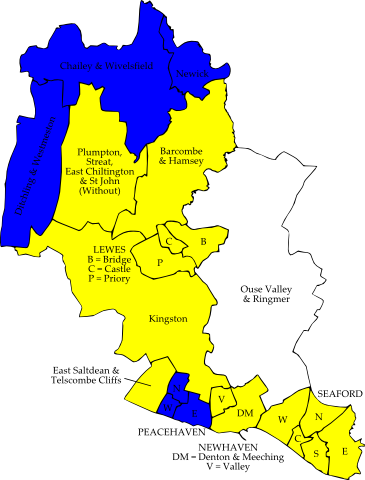 Chailey & Wivelsfield
Newick
Ditchling & Westmeston
Plumpton,
Streat,
East Chiltington
& St John
(Without)
Barcombe
& Hamsey
LEWES
B = Bridge
C = Castle
P = Priory
C
B
P
Ouse Valley
& Ringmer
Kingston
East Saltdean &
Telscombe Cliffs
N
W
E
PEACEHAVEN
V
DM
NEWHAVEN
DM = Denton & Meeching
V = Valley
SEAFORD
W
N
C
S
E